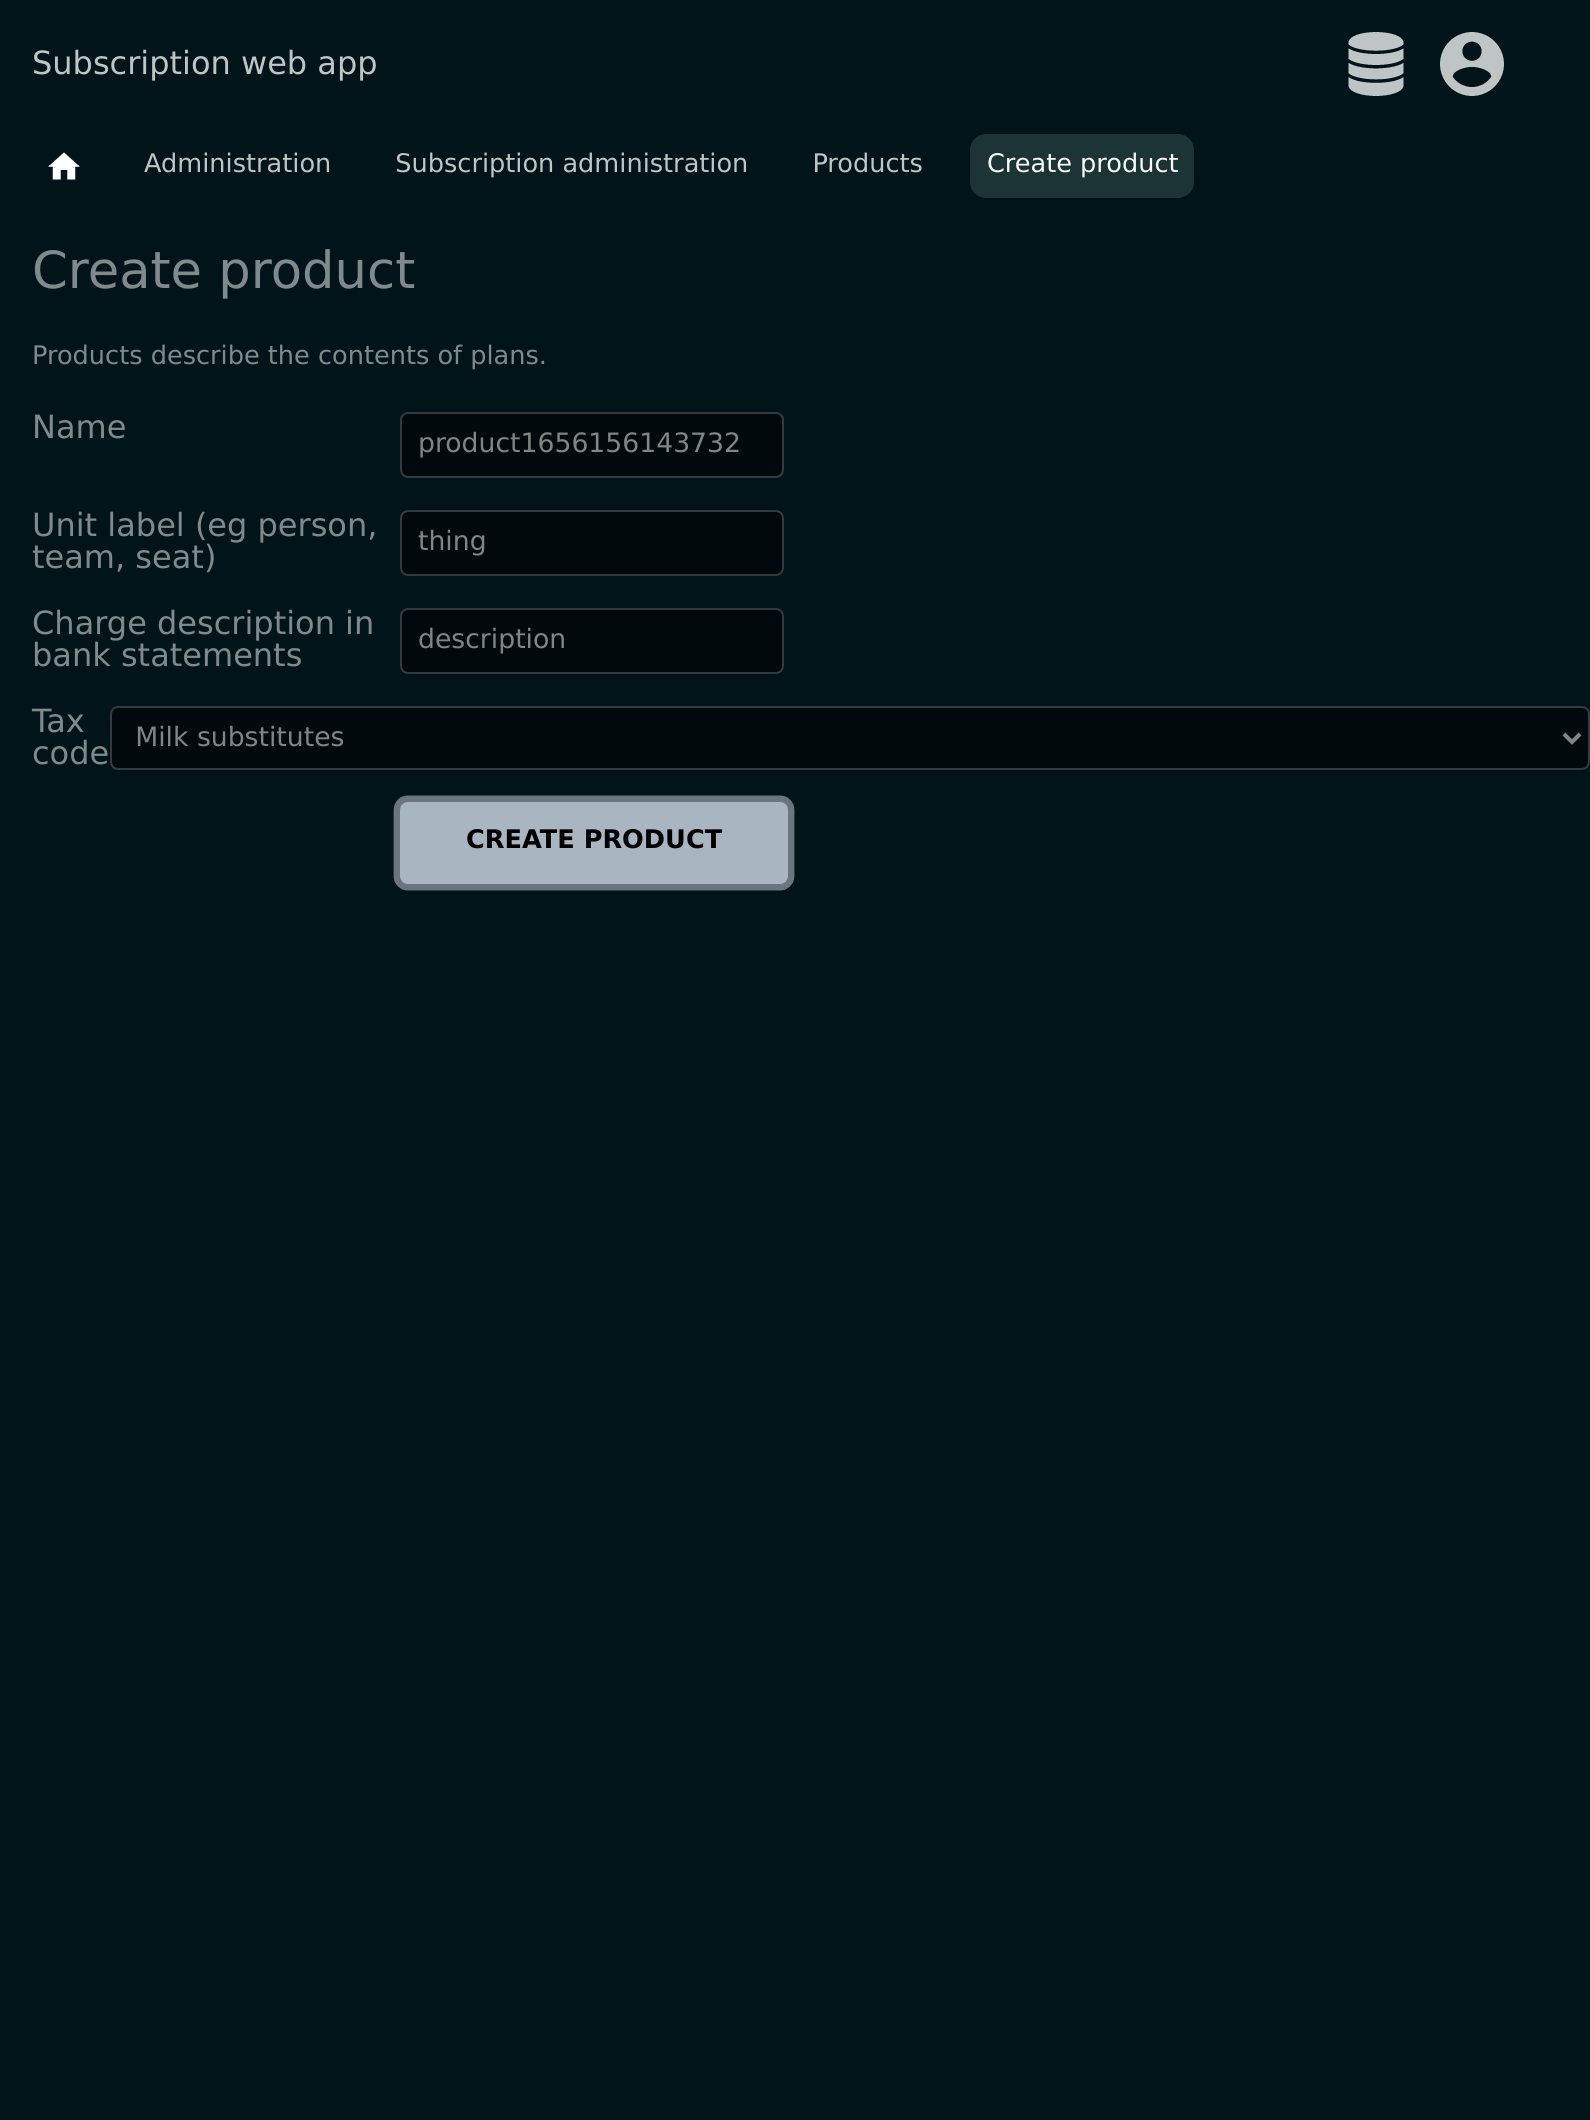 Subscription web app
Administration Subscription administration Products Create product
Create product
Products describe the contents of plans.
Name
product1656156143732
Unit label (eg person,
team, seat)
thing
Charge description in
bank statements
description
Tax
code
Milk substitutes
CREATE PRODUCT